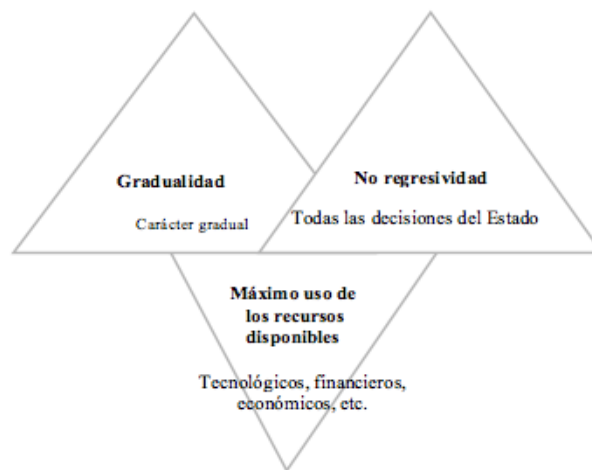 Gradualidad
Carácter gradual
No regresividad
Todas las decisiones del Estado
Máximo uso de
los recursos
disponibles
Tecnológicos, financieros,
económicos, etc.